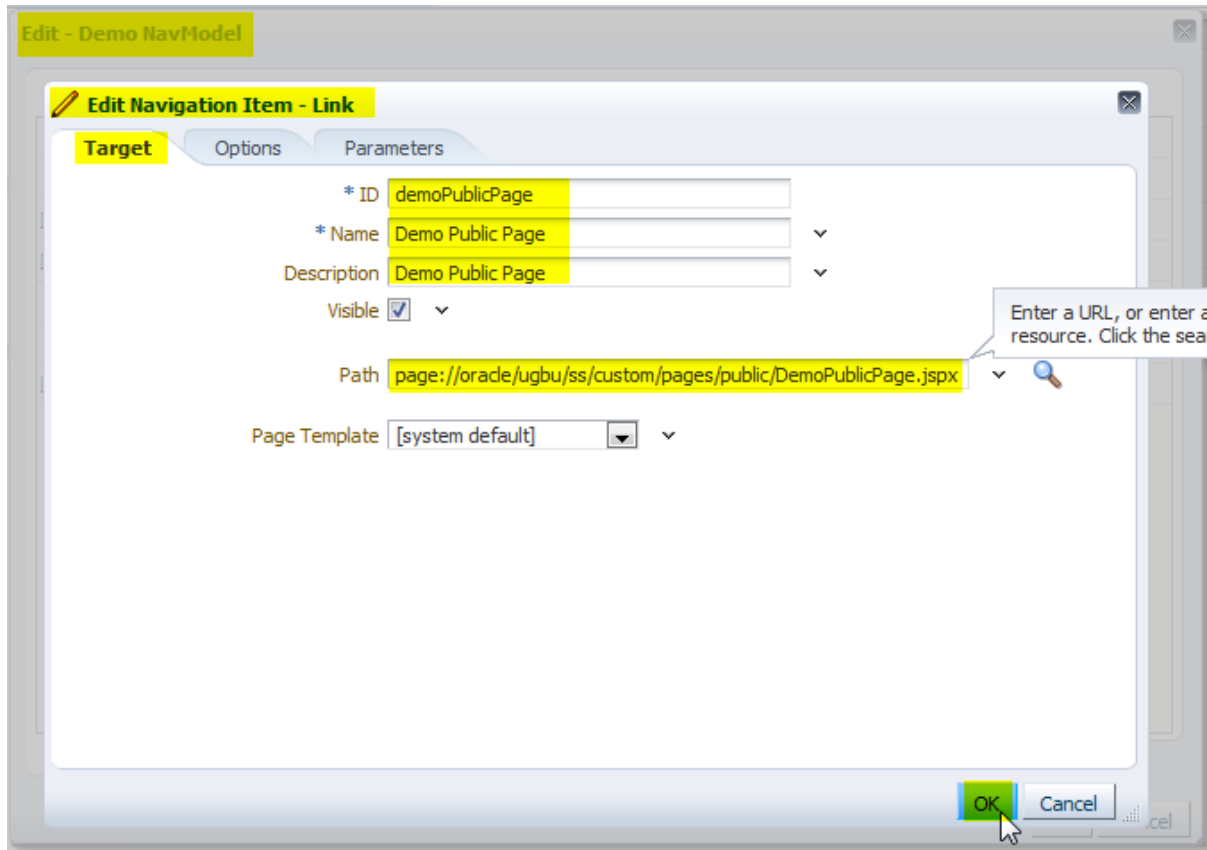 Edit - Demo NavModel
Edit Navigation Item - Link
Target Options Parameters
* ID demoPublicPage
* Name Demo Public Page
Description Demo Public Page
Visible
Enter a URL, or enter a
resource. Click the sea
Path page://oracle/ugbu/ss/custom/pages/public/DemoPublicPage.jspx
Page Template [system default]
OK Cancel
cel